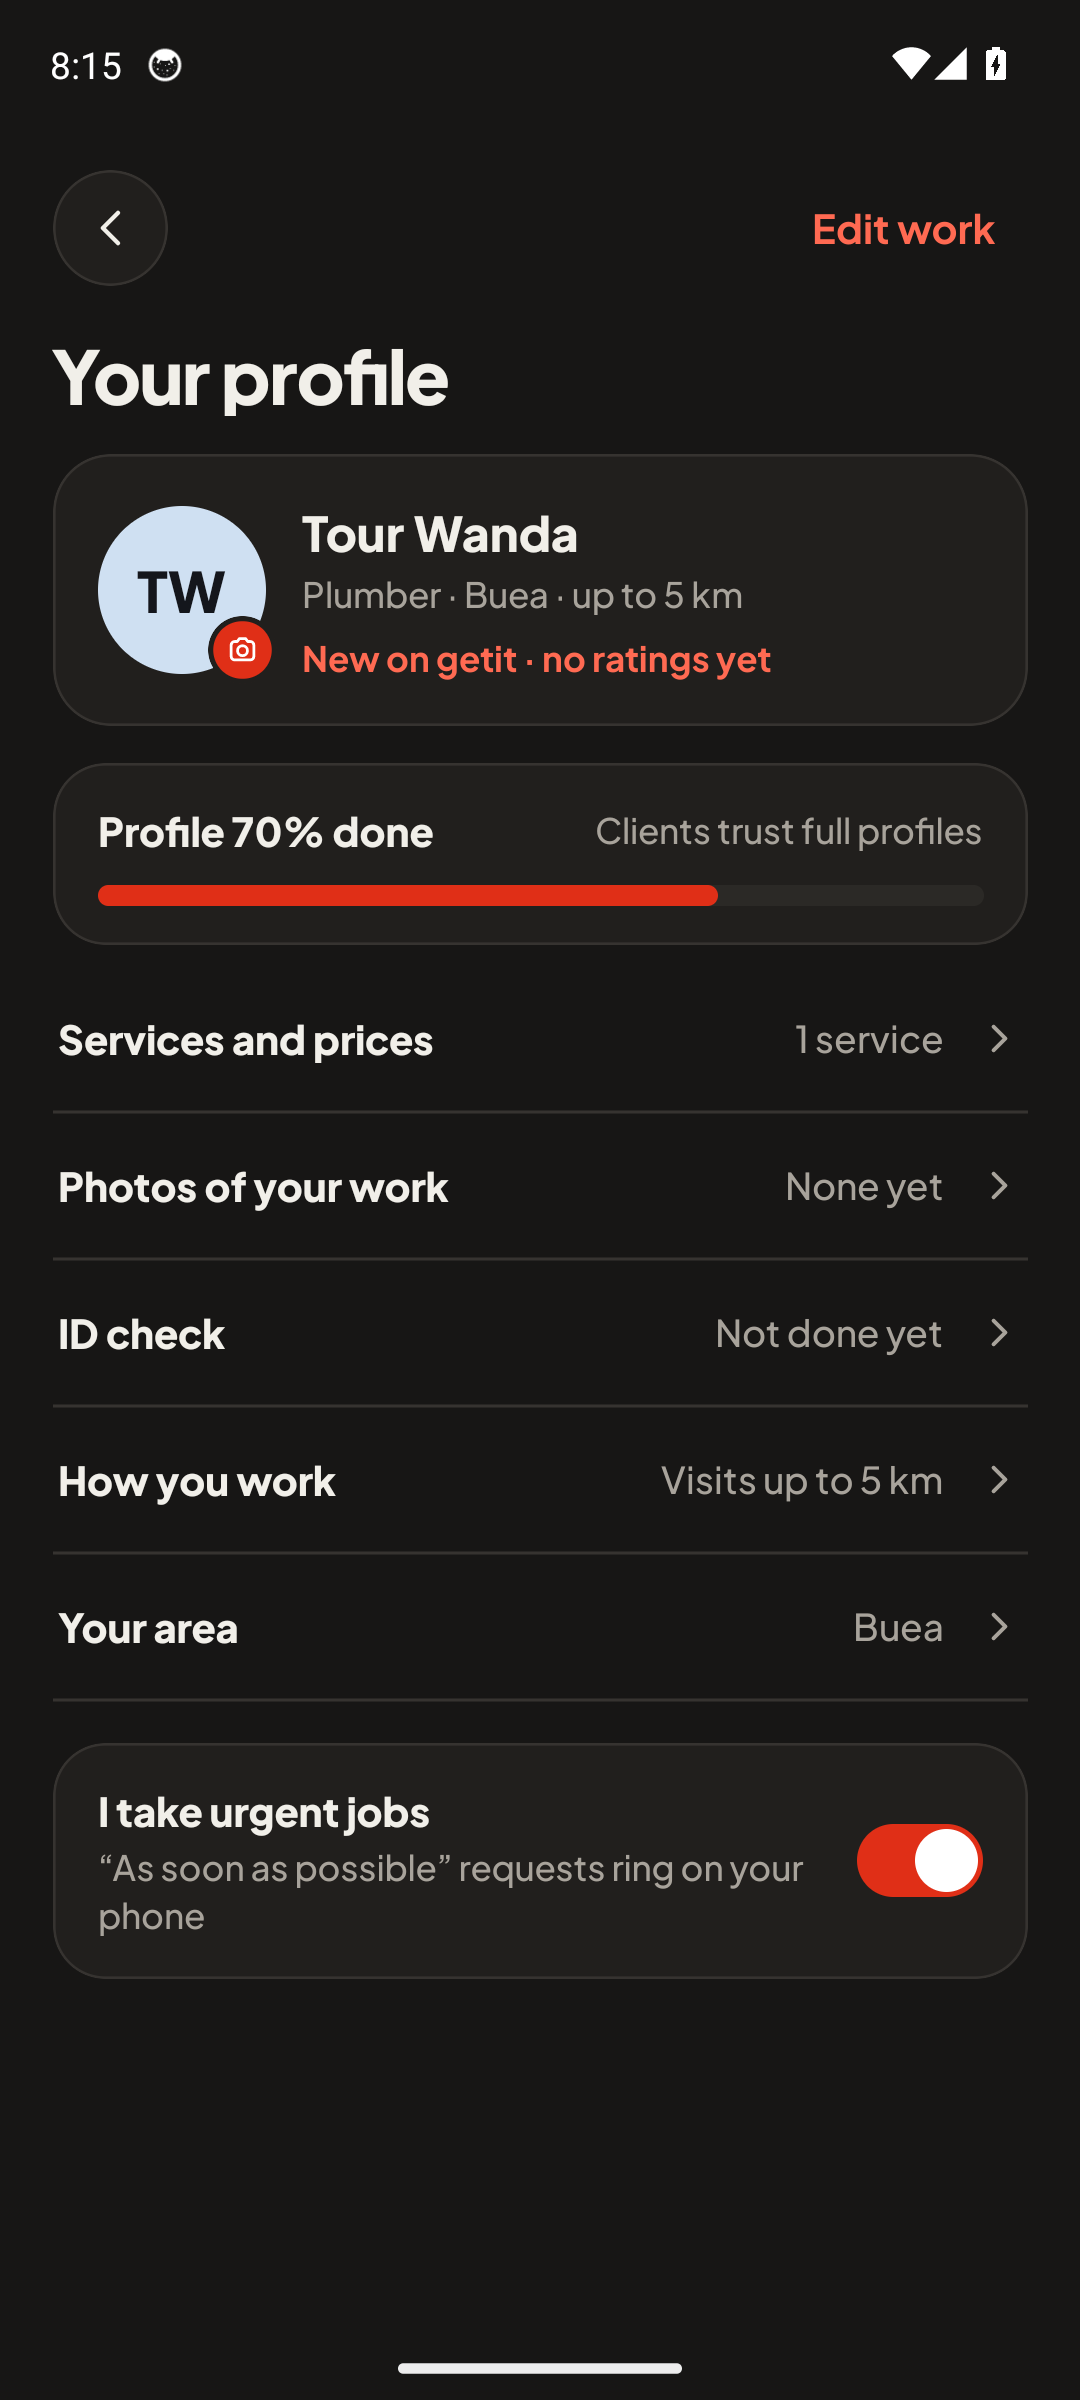 8:15
Edit work
Your profile
TW
Tour Wanda
Plumber · Buea · up to 5 km
New on getit · no ratings yet
Profile 70% done
Clients trust full profiles
Services and prices
1 service
Photos of your work
None yet
ID check
Not done yet
How you work
Visits up to 5 km
Your area
Buea
I take urgent jobs
“As soon as possible” requests ring on your
phone